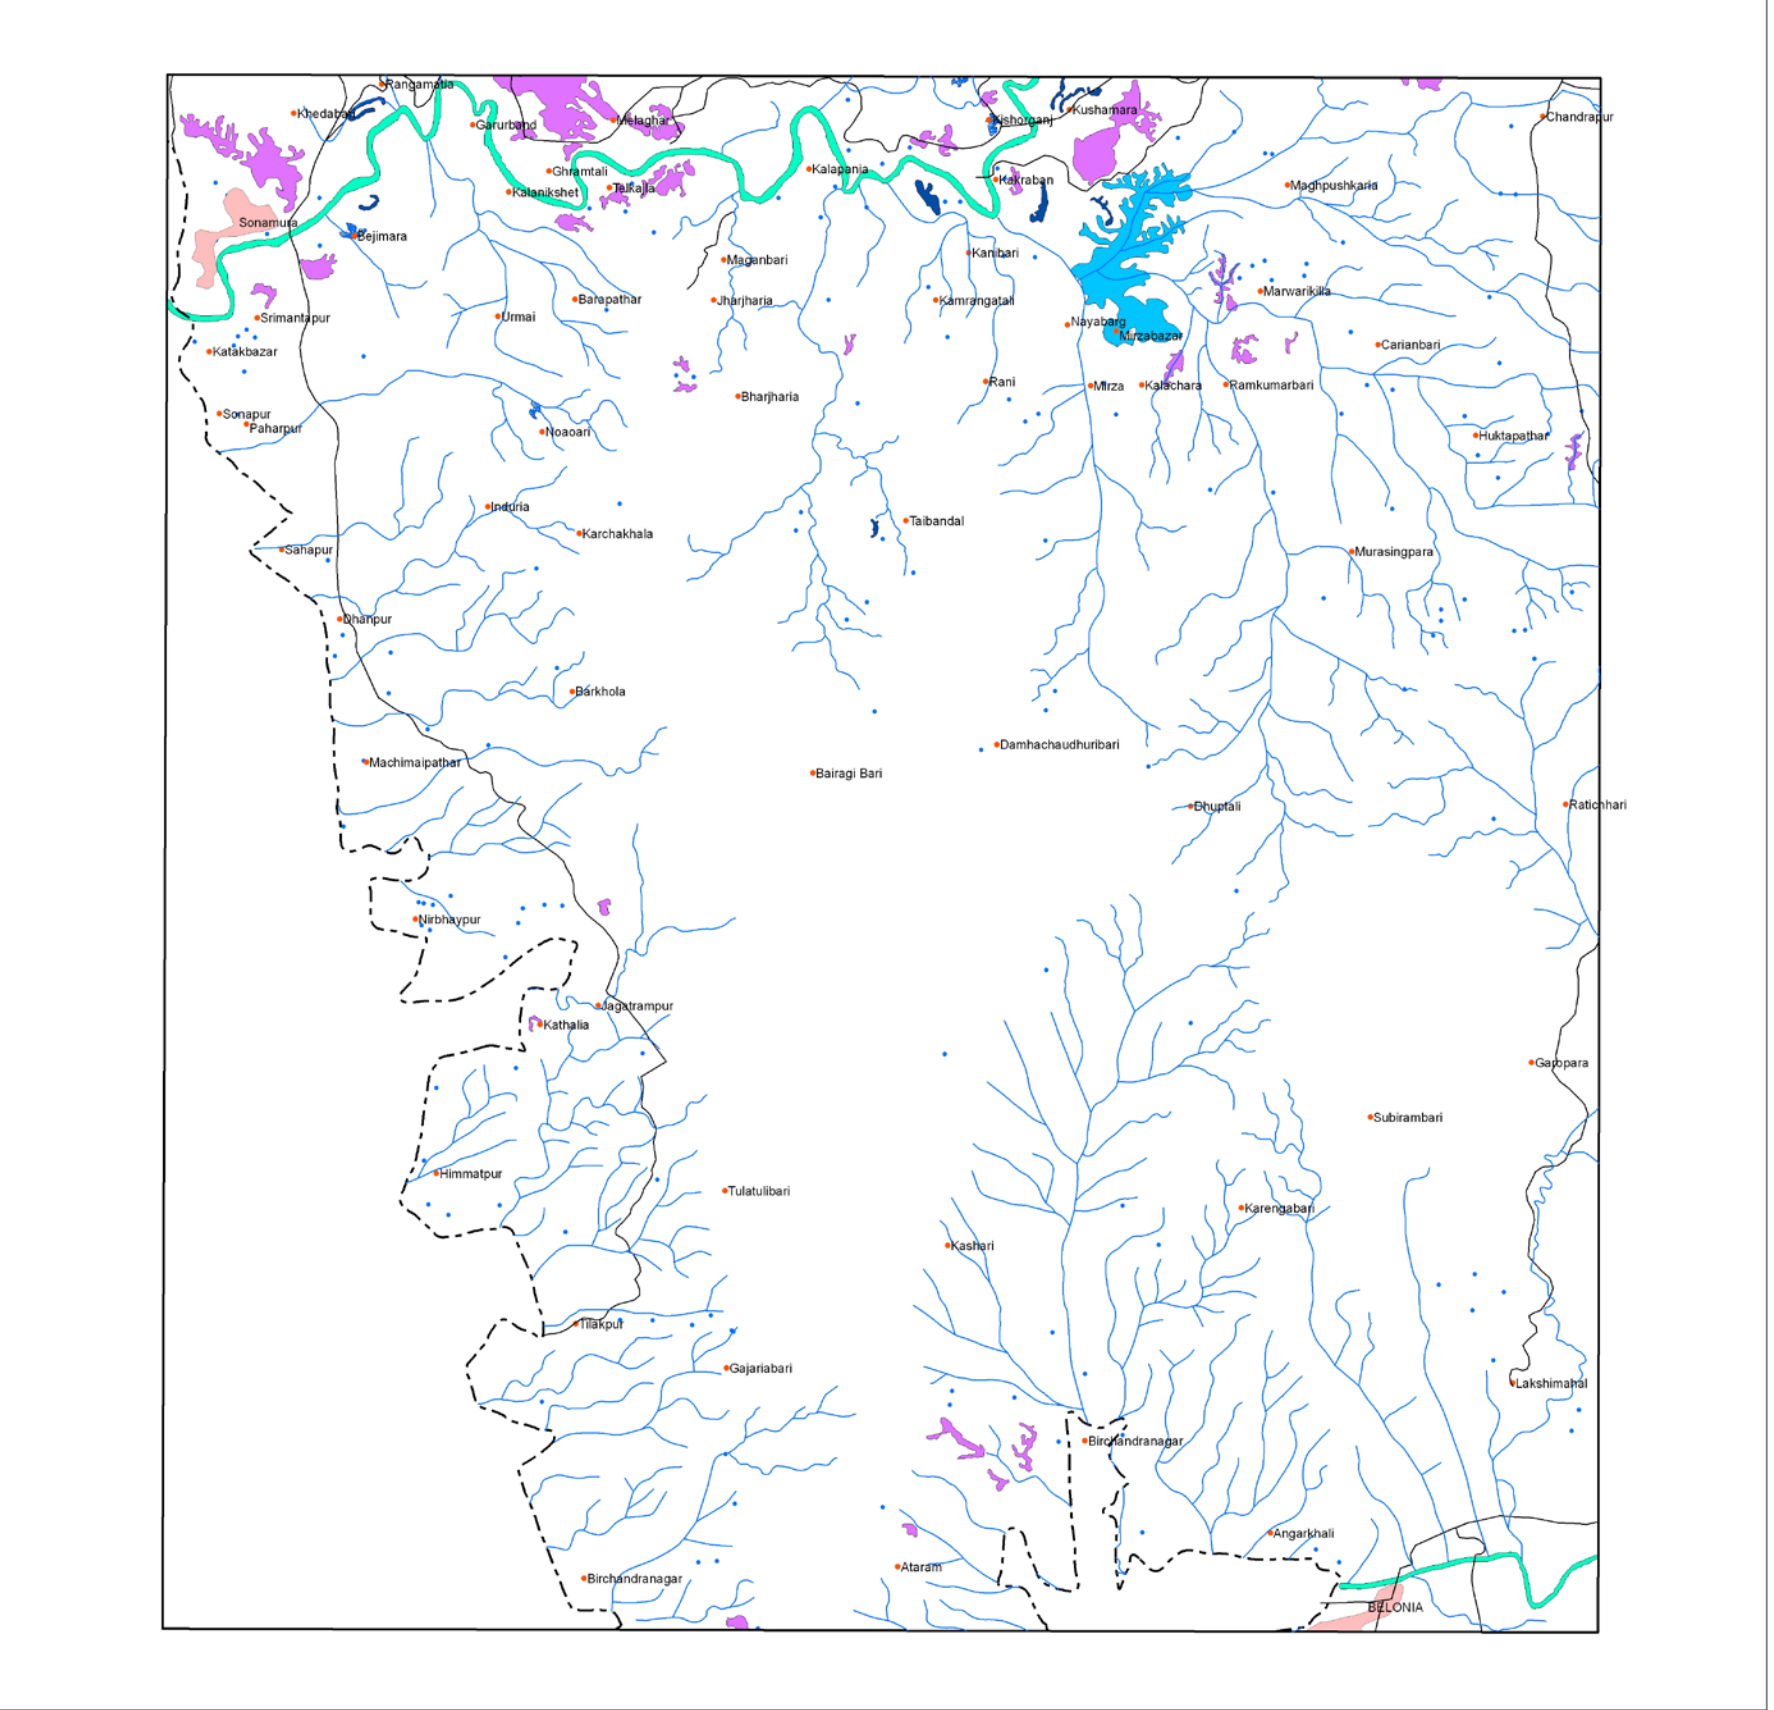 Rangamatia
Khedabari
Garurband
Melaghar
Kishorganj
Kushamara
Chandrapur
Ghramtali
Kalapania
Kalanikshet
Telkajla
Kakraban
Maghpushkaria
Sonamura
Bejimara
Maganbari
Kanibari
Barapathar
Jharjharia
Kamrangatali
Marwarikilla
Srimantapur
Urmai
Nayabarg
Mirzabazar
Katakbazar
Carianbari
Rani
Mirza
Kalachara
Ramkumarbari
Bharjharia
Sonapur
Paharpur
Noaoari
Huktapathar
Induria
Karchakhala
Taibandal
Sahapur
Murasingpara
Dhanpur
Barkhola
Damhachaudhuribari
Machimaipathar
Bairagi Bari
Dhuptali
Ratichhari
Nirbhaypur
Jagatrampur
Kathalia
Garopara
Subirambari
Himmatpur
Tulatulibari
Karengabari
Kashari
Tilakpur
Gajariabari
Lakshimahal
Birchandranagar
Angarkhali
Ataram
Birchandranagar
BELONIA